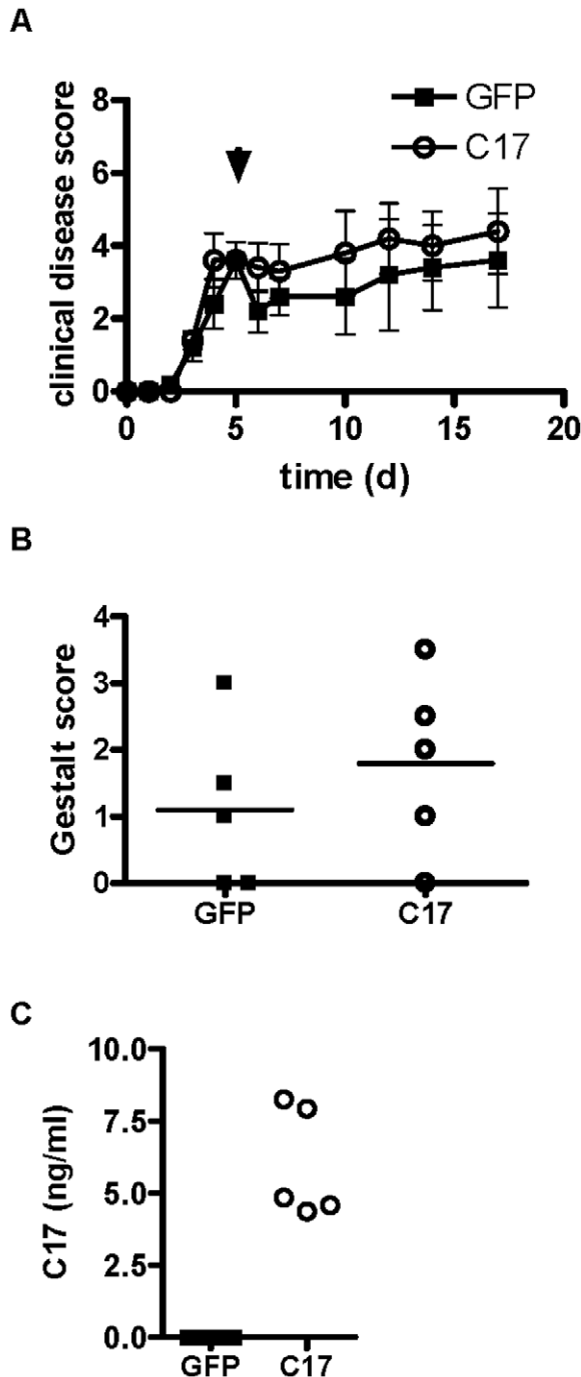 A
GFP
C17
clinical disease score
8
6
4
2
0
0 5 10 15 20
time (d)
B
Gestalt score
4
3
2
1
0
GFP C17
C
C17 (ng/ml)
10.0
7.5
5.0
2.5
0.0
GFP C17